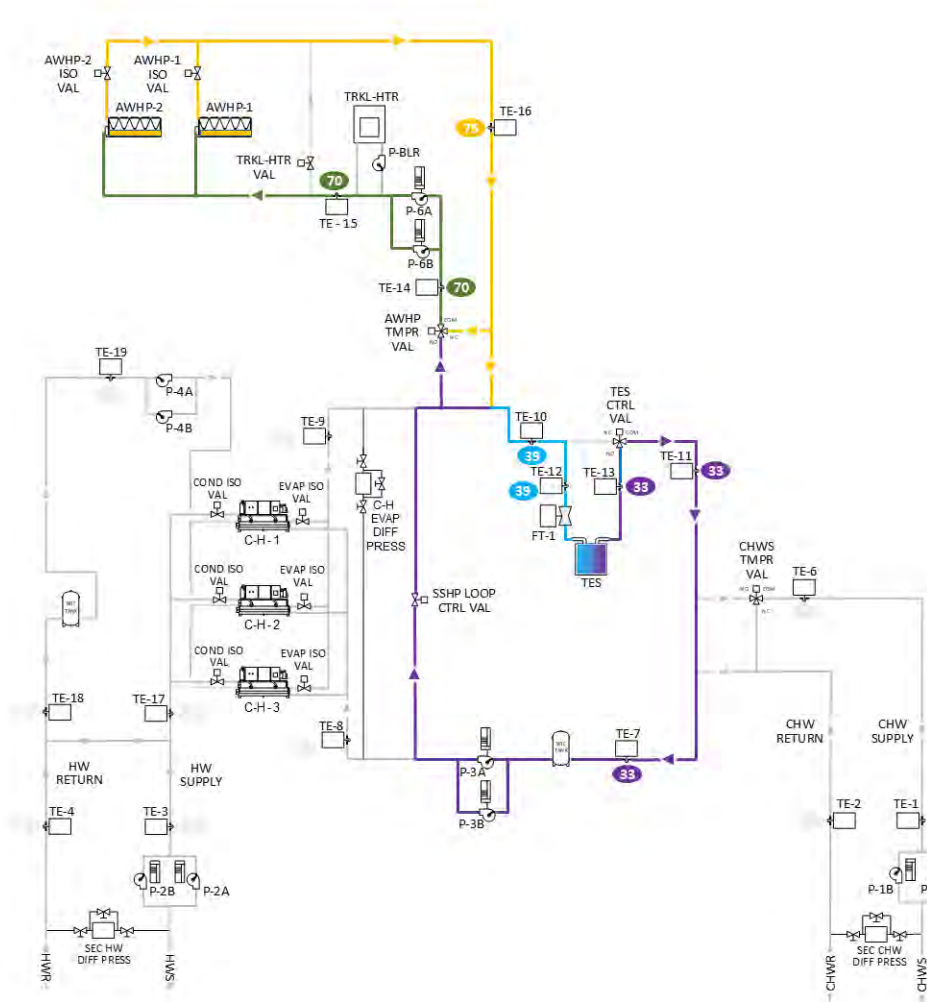 AWHP-2
ISO
VAL
AWHP-1
ISO
VAL
AWHP-2
AWHP-1
TRKL-HTR
P-BLR
TE-16
75
TRKL-HTR
VAL
70
TE-15
P-6A
P-6B
TE-14
70
AWHP
TMPR
VAL
COM
NC
NO
TE-19
P-4A
P-4B
TE-9
TE-10
39
TES
CTRL
VAL
NC
COM
NO
TE-11
33
TE-12
39
TE-13
33
FT-1
TES
COND ISO
VAL
EVAP ISO
VAL
C-H-1
C-H
EVAP
DIFF
PRESS
CHWS
TMPR
VAL
COM
NC
TE-6
COND ISO
VAL
EVAP ISO
VAL
C-H-2
SSHP LOOP
CTRL VAL
COND ISO
VAL
EVAP ISO
VAL
C-H-3
TE-18
TE-17
TE-8
TE-7
33
P-3A
P-3B
HW
RETURN
HW
SUPPLY
CHW
RETURN
CHW
SUPPLY
TE-4
TE-3
TE-2
TE-1
P-2B
P-2A
P-1B
P
SEC HW
DIFF PRESS
SEC CHW
DIFF PRESS
HWR
HWS
CHWR
CHWS